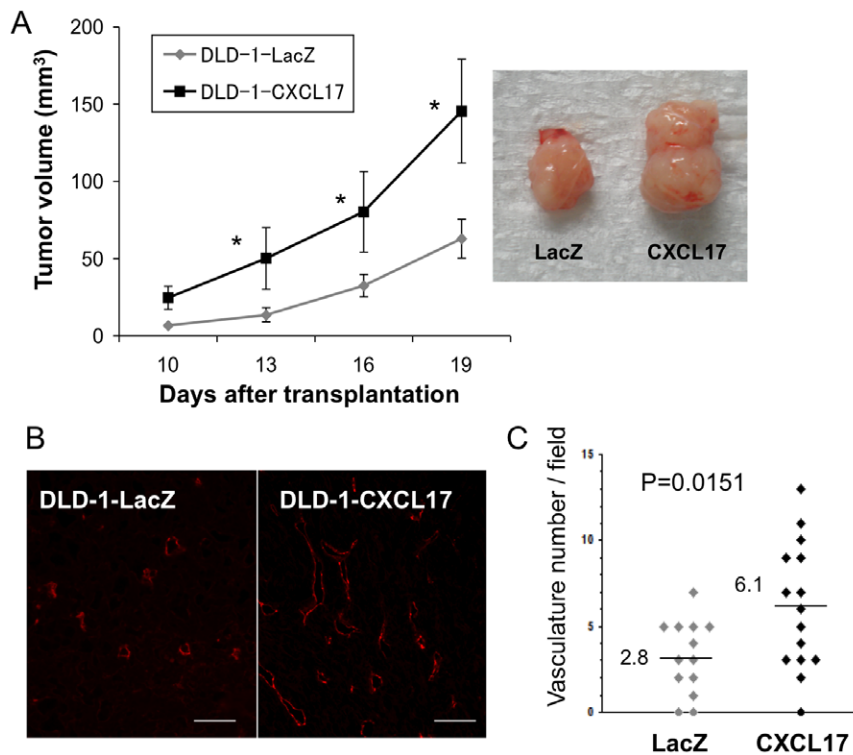 A
Tumor volume (mm³)
200
150
100
50
0
DLD-1-LacZ
DLD-1-CXCL17
*
*
*
10 13 16 19
Days after transplantation
LacZ CXCL17
B
DLD-1-LacZ DLD-1-CXCL17
C
Vasculature number / field
15
10
5
0
P=0.0151
2.8
6.1
LacZ CXCL17